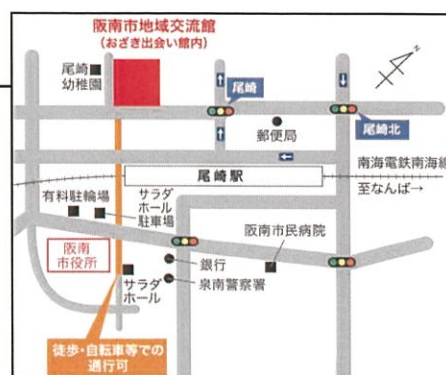 阪南市地域交流館
(おざき出会い館内)
尾崎
幼稚園
N
尾崎
尾崎北
郵便局
尾崎駅
南海電鉄南海線
至なんば→
有料駐輪場
サラダ
ホール
駐車場
阪南
市役所
阪南市民病院
銀行
泉南警察署
サラダ
ホール
徒歩・自転車等での
通行可